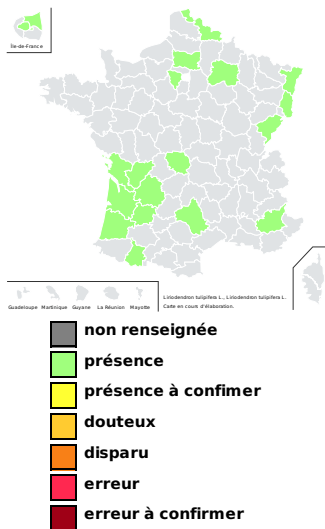 Île-de-France
Guadeloupe Martinique Guyane La Réunion Mayotte
Liriodendron tulipifera L., Liriodendron tulipifera L.
Carte en cours d'élaboration.
non renseignée
présence
présence à confimer
douteux
disparu
erreur
erreur à confirmer